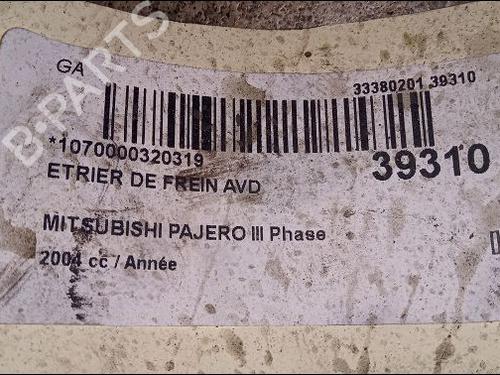 GA
33380201 39310
*1070000320319
39310
ETRIER DE FREIN AVD
MITSUBISHI PAJERO III Phase
2004 cc / Année
B-PARTS